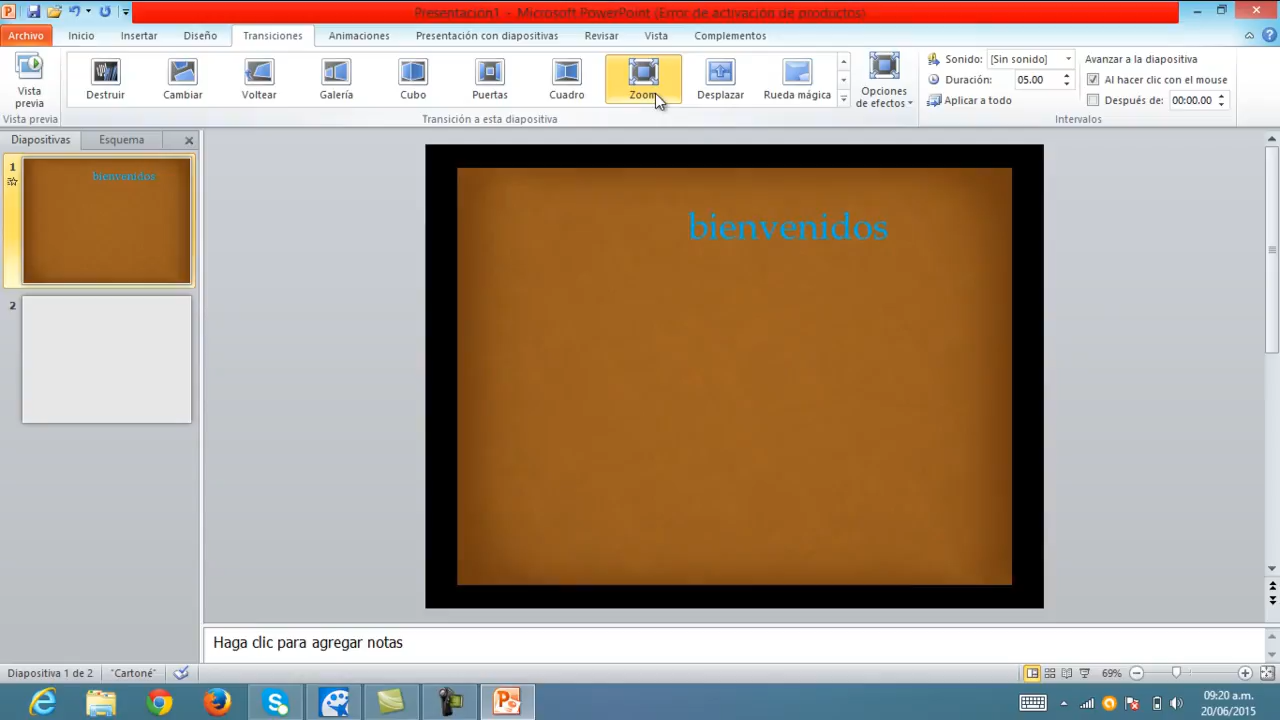 Presentación1 - Microsoft PowerPoint (Error de activación de productos)
Archivo Inicio Insertar Diseño Transiciones Animaciones Presentación con diapositivas Revisar Vista Complementos
Vista previa
Destruir Cambiar Voltear Galería Cubo Puertas Cuadro Zoom Desplazar Rueda mágica
Opciones de efectos
Sonido: [Sin sonido]
Duración: 05.00
Aplicar a todo
Avanzar a la diapositiva
Al hacer clic con el mouse
Después de: 00:00.00
Vista previa Transición a esta diapositiva Intervalos
Diapositivas Esquema
1
bienvenidos
2
bienvenidos
Haga clic para agregar notas
Diapositiva 1 de 2 "Cartoné" 69%
09:20 a.m.
20/06/2015